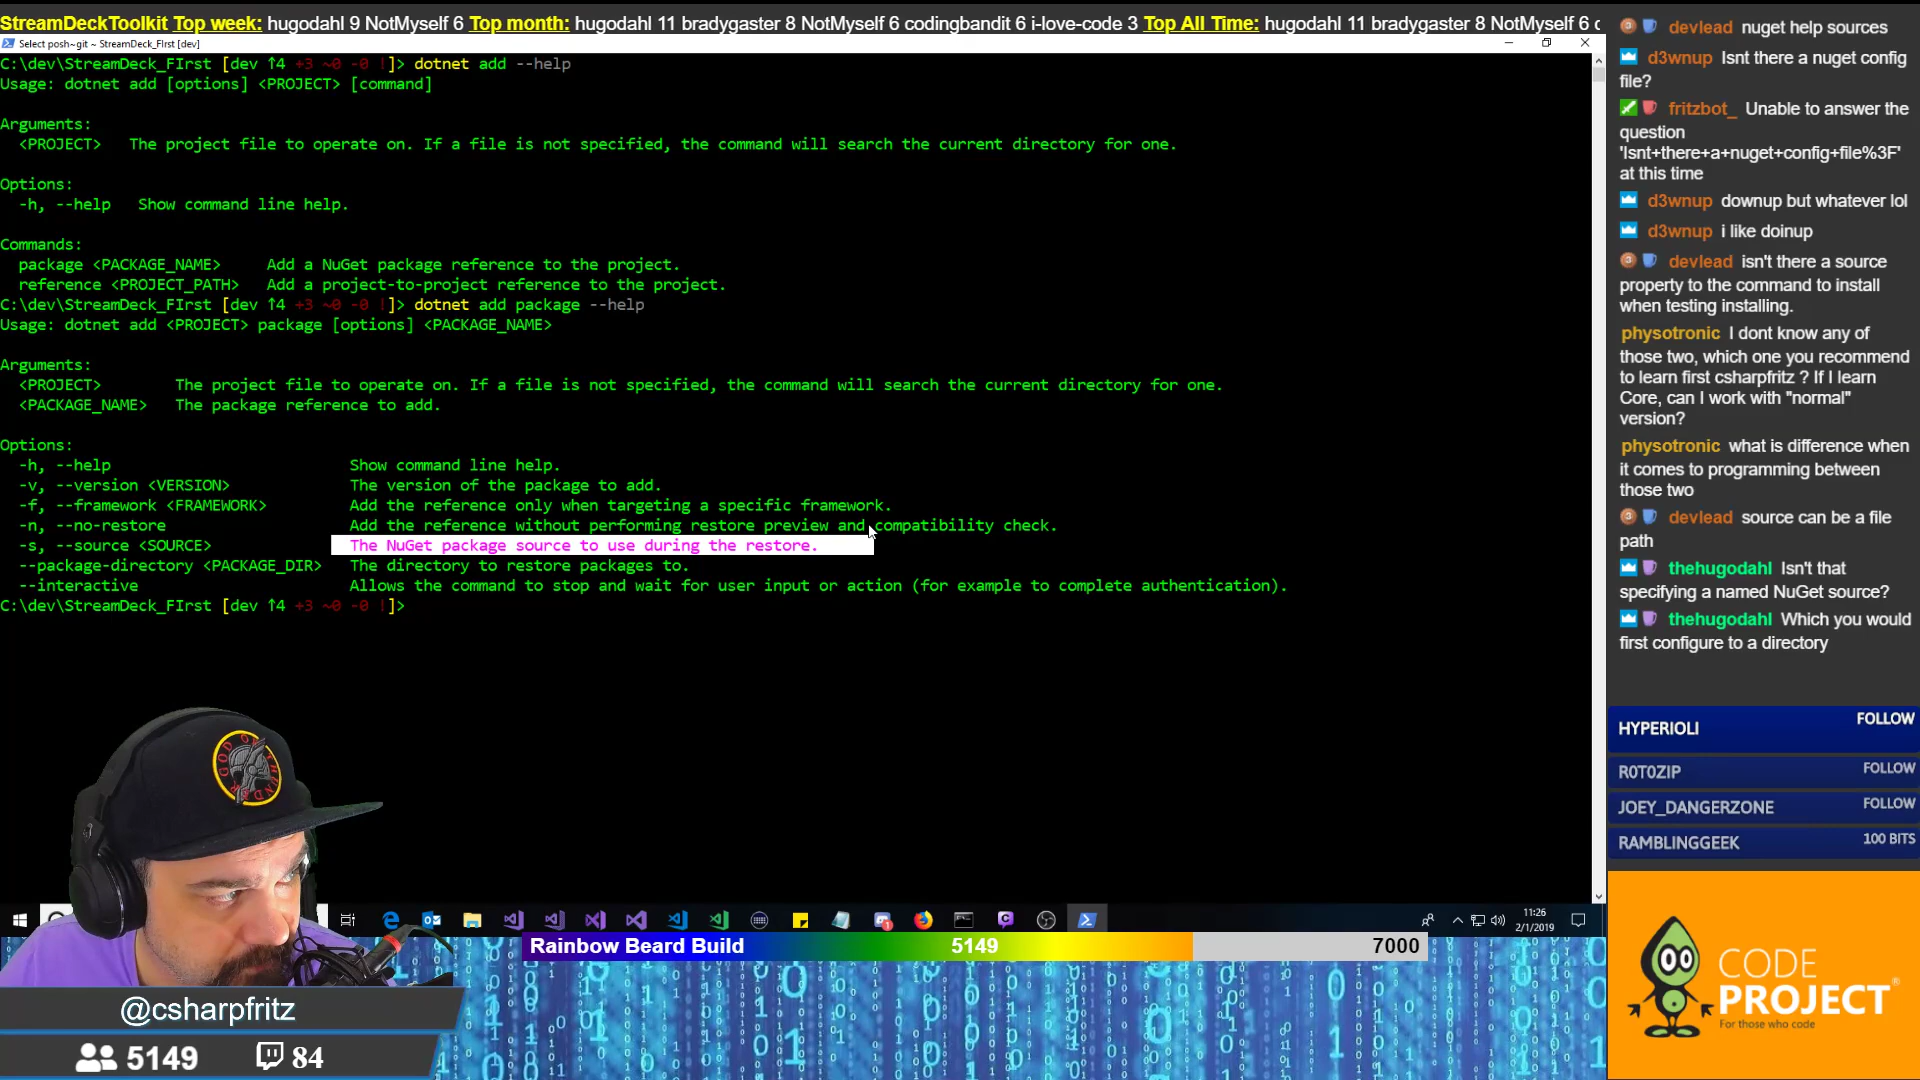 StreamDeckToolkit Top week: hugodahl 9 NotMyself 6 Top month: hugodahl 11 bradygaster 8 NotMyself 6 codingbandit 6 i-love-code 3 Top All Time: hugodahl 11 bradygaster 8 NotMyself 6 c
Select posh~git ~ StreamDeck_FIrst [dev]
C:\dev\StreamDeck_FIrst [dev ↑4 +3 ~0 -0 !]> dotnet add --help
Usage: dotnet add [options] <PROJECT> [command]
Arguments:
<PROJECT> The project file to operate on. If a file is not specified, the command will search the current directory for one.
Options:
-h, --help Show command line help.
Commands:
package <PACKAGE_NAME> Add a NuGet package reference to the project.
reference <PROJECT_PATH> Add a project-to-project reference to the project.
C:\dev\StreamDeck_FIrst [dev ↑4 +3 ~0 -0 !]> dotnet add package --help
Usage: dotnet add <PROJECT> package [options] <PACKAGE_NAME>
Arguments:
<PROJECT> The project file to operate on. If a file is not specified, the command will search the current directory for one.
<PACKAGE_NAME> The package reference to add.
Options:
-h, --help Show command line help.
-v, --version <VERSION> The version of the package to add.
-f, --framework <FRAMEWORK> Add the reference only when targeting a specific framework.
-n, --no-restore Add the reference without performing restore preview and compatibility check.
-s, --source <SOURCE> The NuGet package source to use during the restore.
--package-directory <PACKAGE_DIR> The directory to restore packages to.
--interactive Allows the command to stop and wait for user input or action (for example to complete authentication).
C:\dev\StreamDeck_FIrst [dev ↑4 +3 ~0 -0 !]>
devlead nuget help sources
d3wnup Isnt there a nuget config
file?
fritzbot_ Unable to answer the
question
'Isnt+there+a+nuget+config+file%3F'
at this time
d3wnup downup but whatever lol
d3wnup i like doinup
devlead isn't there a source
property to the command to install
when testing installing.
physotronic I dont know any of
those two, which one you recommend
to learn first csharpfritz ? If I learn
Core, can I work with "normal"
version?
physotronic what is difference when
it comes to programming between
those two
devlead source can be a file
path
thehugodahl Isn't that
specifying a named NuGet source?
thehugodahl Which you would
first configure to a directory
HYPERIOLI FOLLOW
R0T0ZIP FOLLOW
JOEY_DANGERZONE FOLLOW
RAMBLINGGEEK 100 BITS
CODE
PROJECT®
For those who code
11:26
2/1/2019
Rainbow Beard Build 5149 7000
@csharpfritz
5149 84